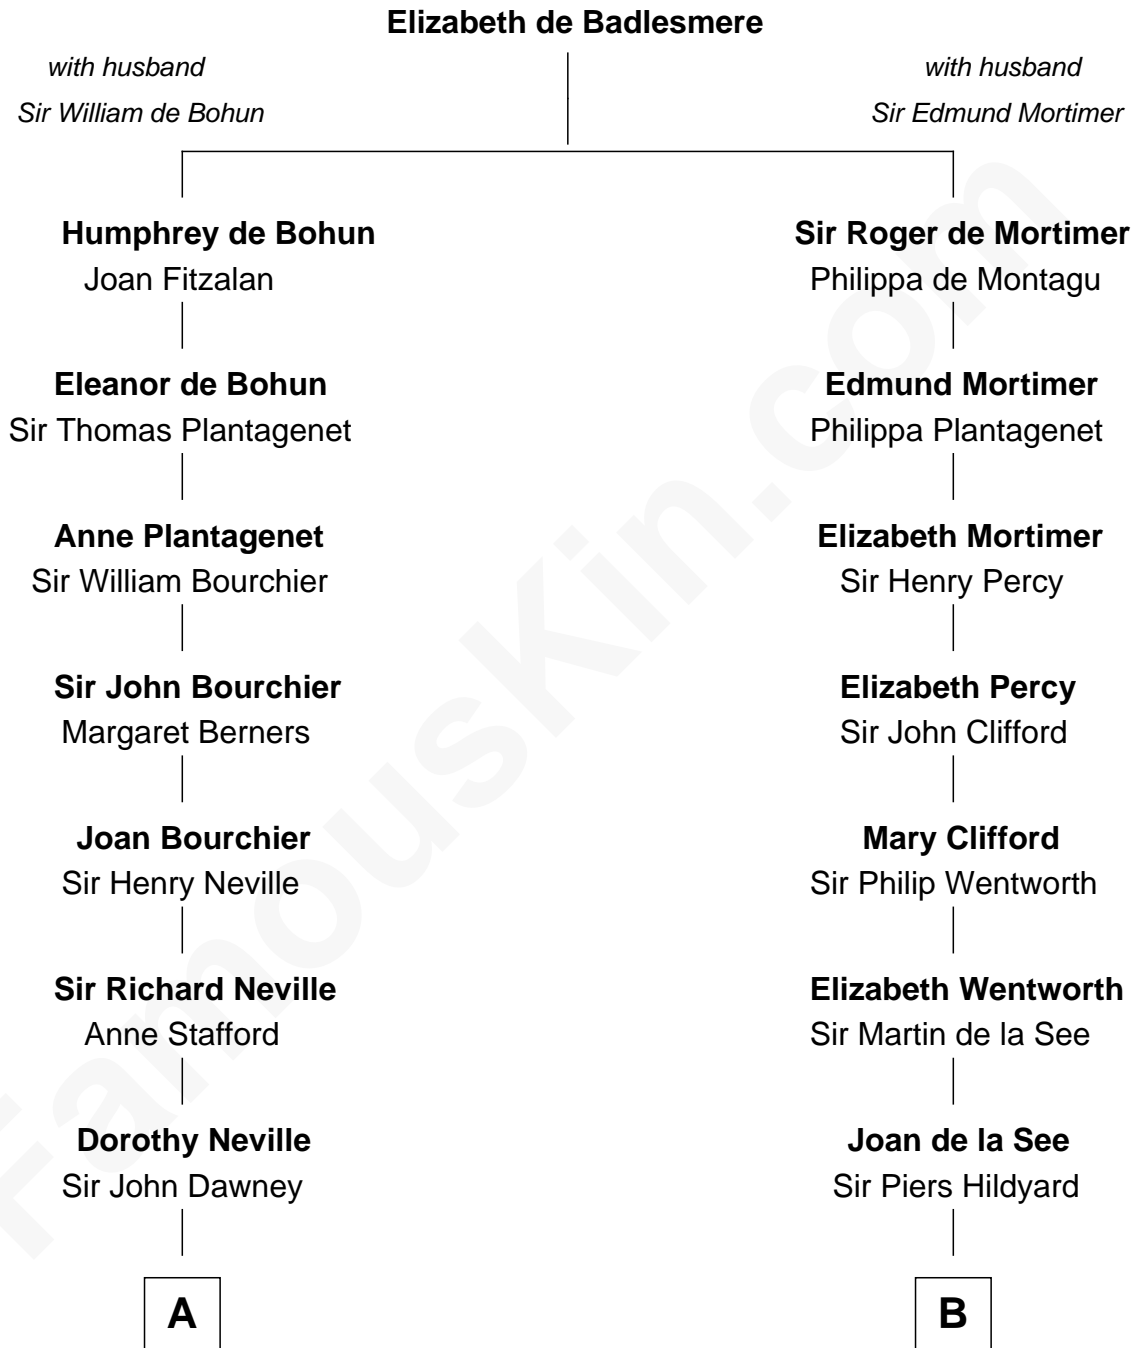 Elizabeth de Badlesmere
with husband
Sir William de Bohun
with husband
Sir Edmund Mortimer
Humphrey de Bohun
Joan Fitzalan
Sir Roger de Mortimer
Philippa de Montagu
Eleanor de Bohun
Sir Thomas Plantagenet
Edmund Mortimer
Philippa Plantagenet
Anne Plantagenet
Sir William Bourchier
Elizabeth Mortimer
Sir Henry Percy
Sir John Bourchier
Margaret Berners
Elizabeth Percy
Sir John Clifford
Joan Bourchier
Sir Henry Neville
Mary Clifford
Sir Philip Wentworth
Sir Richard Neville
Anne Stafford
Elizabeth Wentworth
Sir Martin de la See
Dorothy Neville
Sir John Dawney
Joan de la See
Sir Piers Hildyard
A
B
FamousKin.com